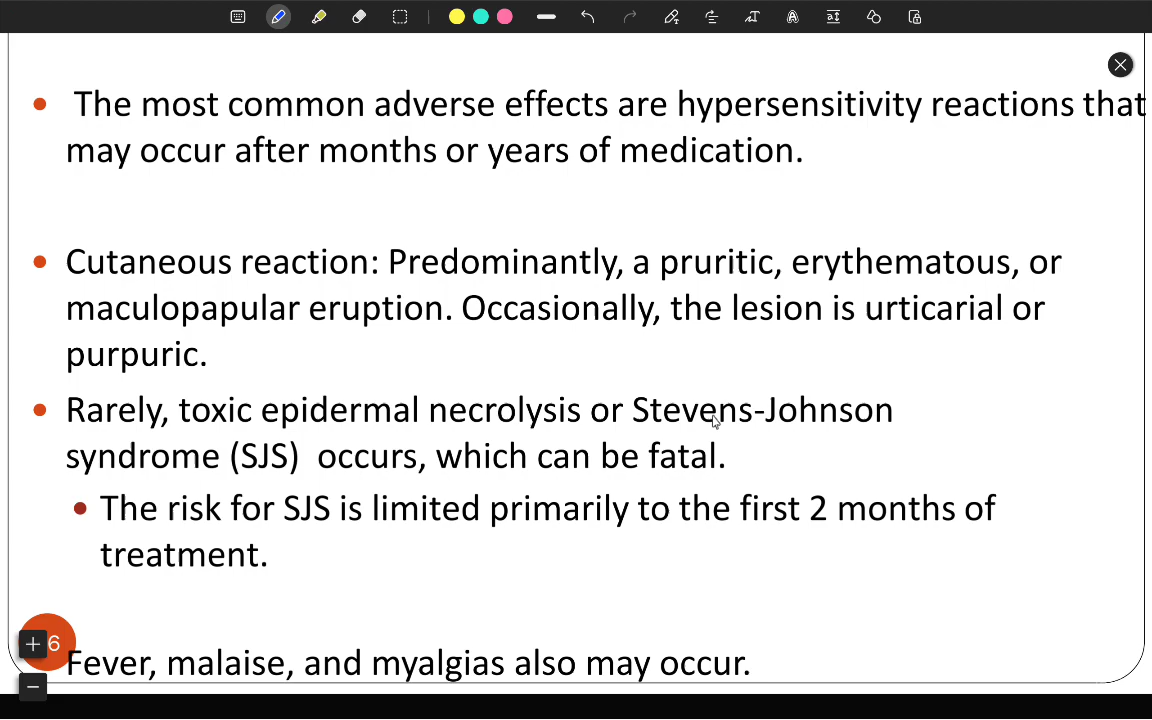 The most common adverse effects are hypersensitivity reactions that
may occur after months or years of medication.
Cutaneous reaction: Predominantly, a pruritic, erythematous, or
maculopapular eruption. Occasionally, the lesion is urticarial or
purpuric.
Rarely, toxic epidermal necrolysis or Stevens-Johnson
syndrome (SJS)  occurs, which can be fatal.
The risk for SJS is limited primarily to the first 2 months of
treatment.
6
Fever, malaise, and myalgias also may occur.